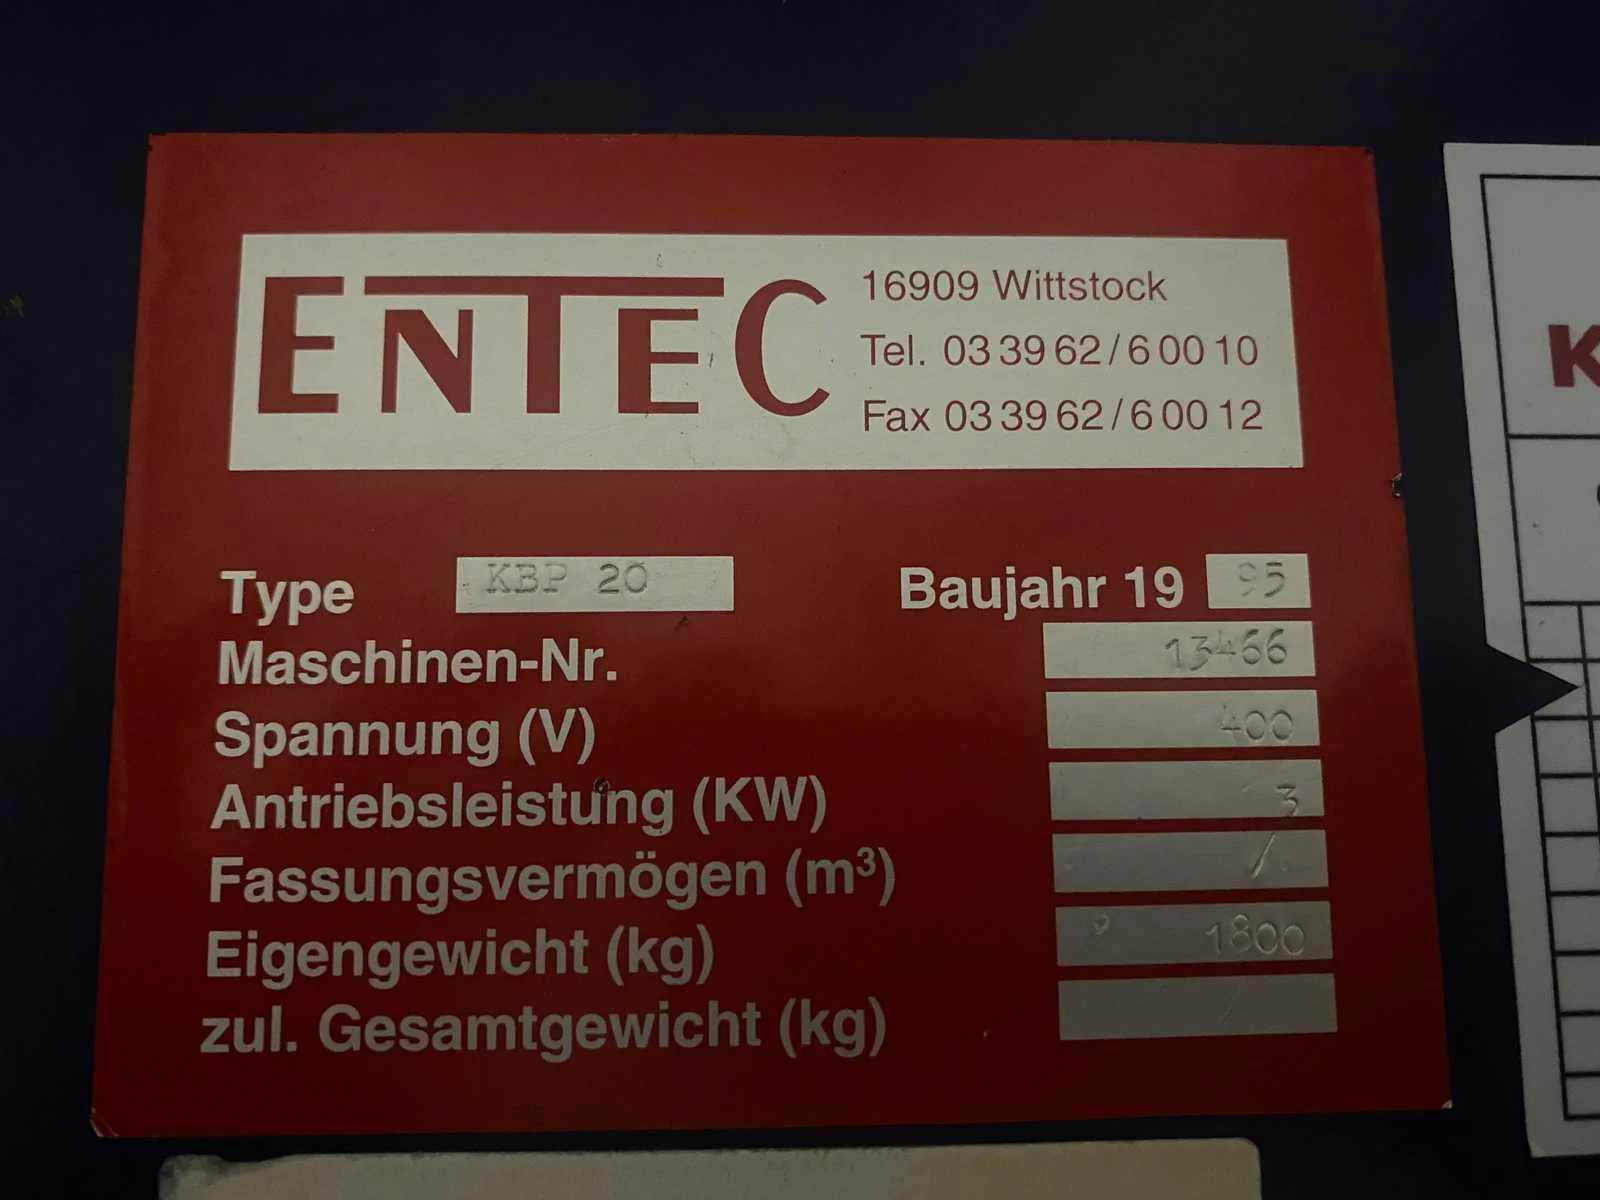 ENTEC
16909 Wittstock
Tel. 03 39 62 / 6 00 10
Fax 03 39 62 / 6 00 12
Type KBP 20 Baujahr 19 95
Maschinen-Nr. 13466
Spannung (V) 400
Antriebsleistung (KW) 3
Fassungsvermögen (m³) /
Eigengewicht (kg) 1800
zul. Gesamtgewicht (kg) /
K